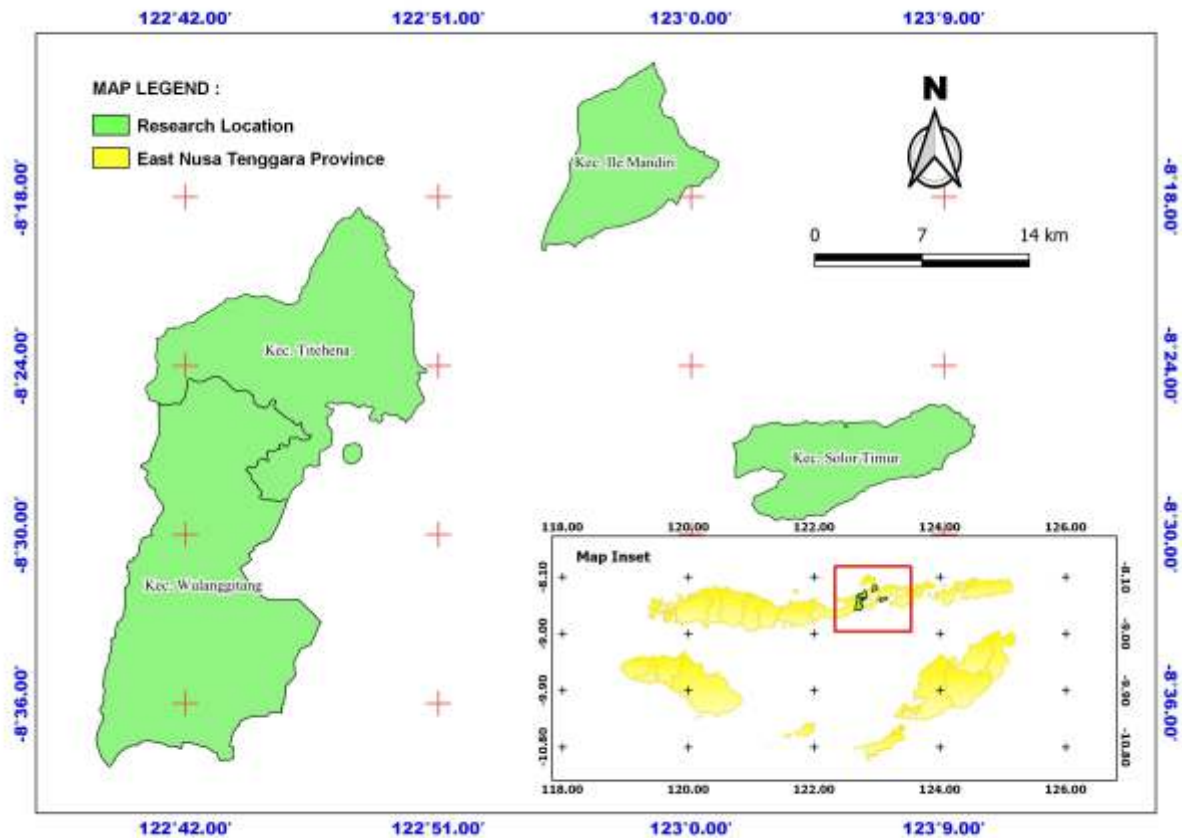 122°42.00' 122°51.00' 123°0.00' 123°9.00'
MAP LEGEND :
Research Location
East Nusa Tenggara Province
N
0 7 14 km
Kec. Ile Mandiri
Kec. Titehena
Kec. Solor Timur
Kec. Wulanggitang
-8°18.00' -8°18.00'
-8°24.00' -8°24.00'
-8°30.00' -8°30.00'
-8°36.00' -8°36.00'
118.00 120.00 122.00 124.00 126.00
Map Inset
-8.10 -8.10
-9.00 -9.00
-9.90 -9.90
-10.80 -10.80
118.00 120.00 122.00 124.00 126.00
122°42.00' 122°51.00' 123°0.00' 123°9.00'